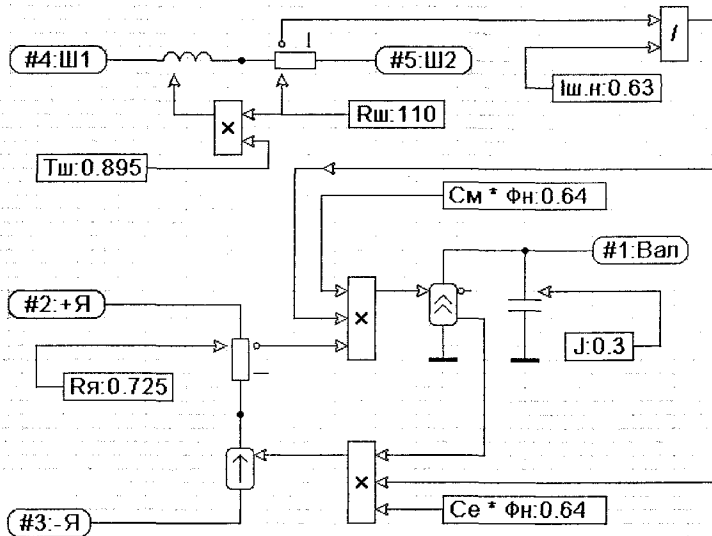 #4:Ш1
I
#5:Ш2
/
Iш.н:0.63
Rш:110
×
Tш:0.895
См * Фн:0.64
#1:Вал
#2:+Я
×
J:0.3
Rя:0.725
×
Се * Фн:0.64
#3:-Я